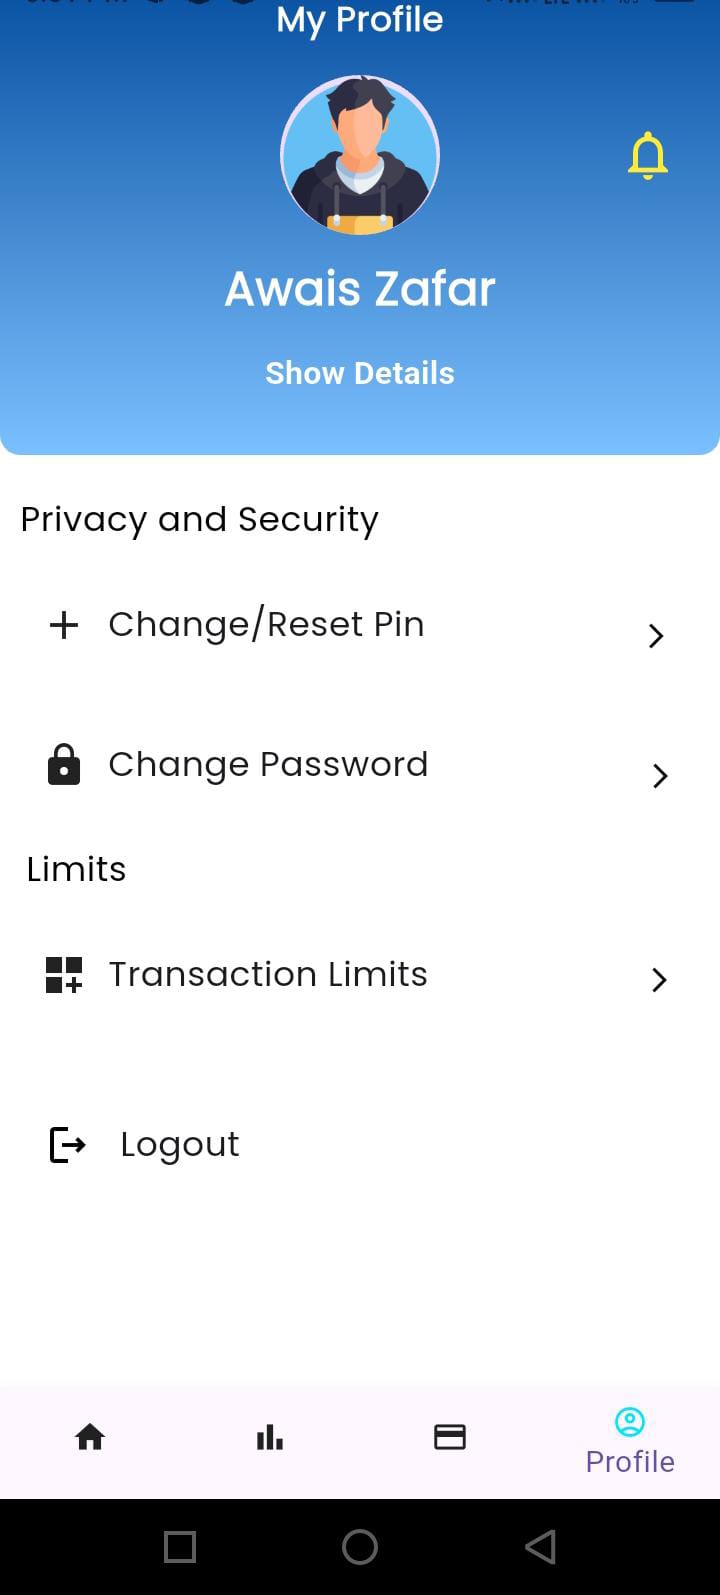 My Profile
Awais Zafar
Show Details
Privacy and Security
Change/Reset Pin
Change Password
Limits
Transaction Limits
Logout
Profile